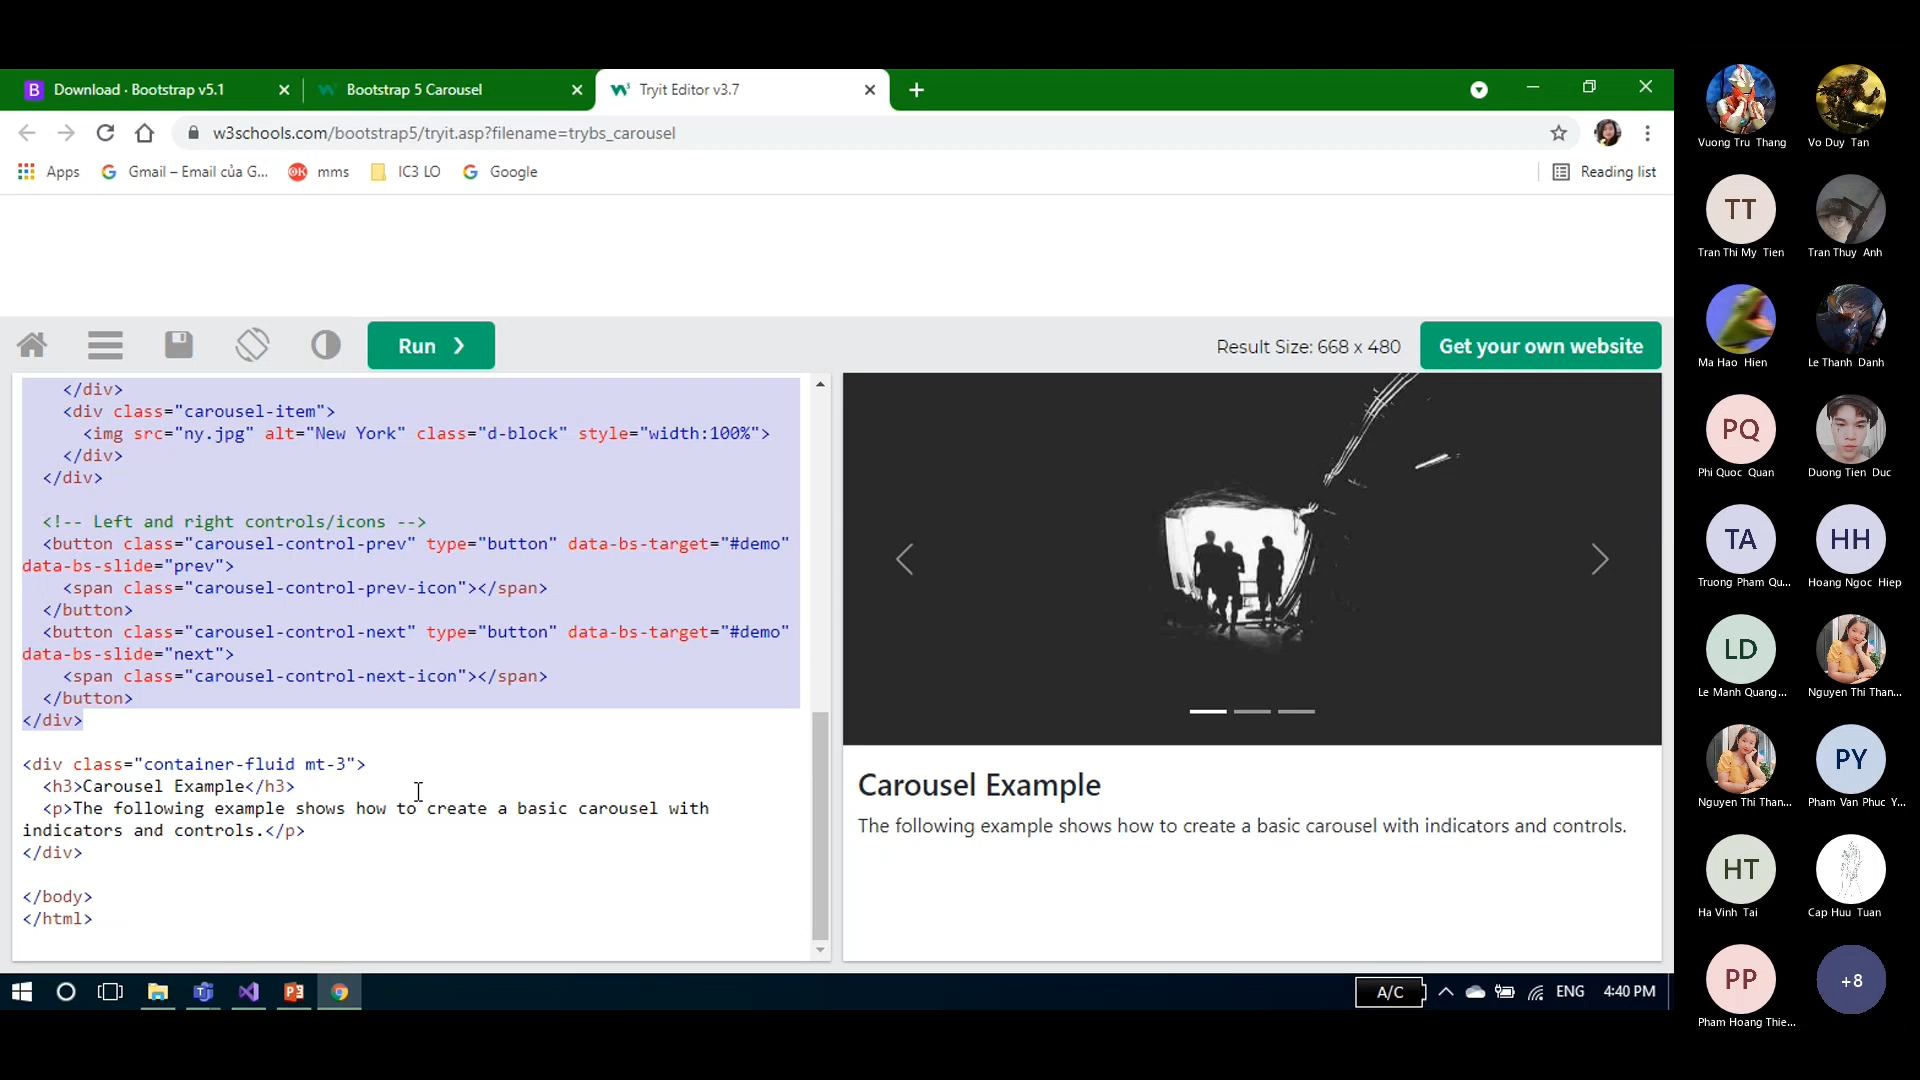 Download · Bootstrap v5.1
Bootstrap 5 Carousel
Tryit Editor v3.7
w3schools.com/bootstrap5/tryit.asp?filename=trybs_carousel
Apps
Gmail – Email của G...
mms
IC3 LO
Google
Reading list
Run ❯
Result Size: 668 x 480
Get your own website
</div>
<div class="carousel-item">
<img src="ny.jpg" alt="New York" class="d-block" style="width:100%">
</div>
</div>
<!-- Left and right controls/icons -->
<button class="carousel-control-prev" type="button" data-bs-target="#demo"
data-bs-slide="prev">
<span class="carousel-control-prev-icon"></span>
</button>
<button class="carousel-control-next" type="button" data-bs-target="#demo"
data-bs-slide="next">
<span class="carousel-control-next-icon"></span>
</button>
</div>
<div class="container-fluid mt-3">
<h3>Carousel Example</h3>
<p>The following example shows how to create a basic carousel with
indicators and controls.</p>
</div>
</body>
</html>
Carousel Example
The following example shows how to create a basic carousel with indicators and controls.
A/C
ENG
4:40 PM
Vuong Tru Thang
Vo Duy Tan
TT
Tran Thi My Tien
Tran Thuy Anh
Ma Hao Hien
Le Thanh Danh
PQ
Phi Quoc Quan
Duong Tien Duc
TA
Truong Pham Qu...
HH
Hoang Ngoc Hiep
LD
Le Manh Quang...
Nguyen Thi Than...
Nguyen Thi Than...
PY
Pham Van Phuc Y...
HT
Ha Vinh Tai
Cap Huu Tuan
PP
Pham Hoang Thie...
+8